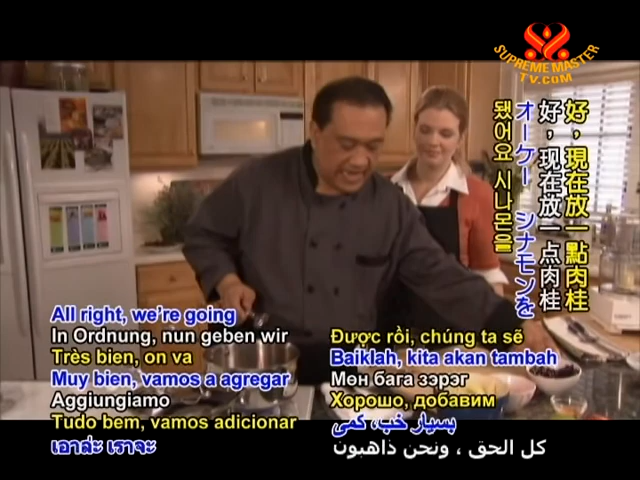 SUPREME MASTER
TV.COM
好，現在放一點肉桂
好，现在放一点肉桂
オーケー シナモンを
됐어요 시나몬을
All right, we're going
In Ordnung, nun geben wir
Très bien, on va
Muy bien, vamos a agregar
Aggiungiamo
Tudo bem, vamos adicionar
เอาล่ะ เราจะ
Được rồi, chúng ta sẽ
Baiklah, kita akan tambah
Мөн бага зэрэг
Хорошо, добавим
بسیار خب، کمی
كل الحق ، ونحن ذاهبون